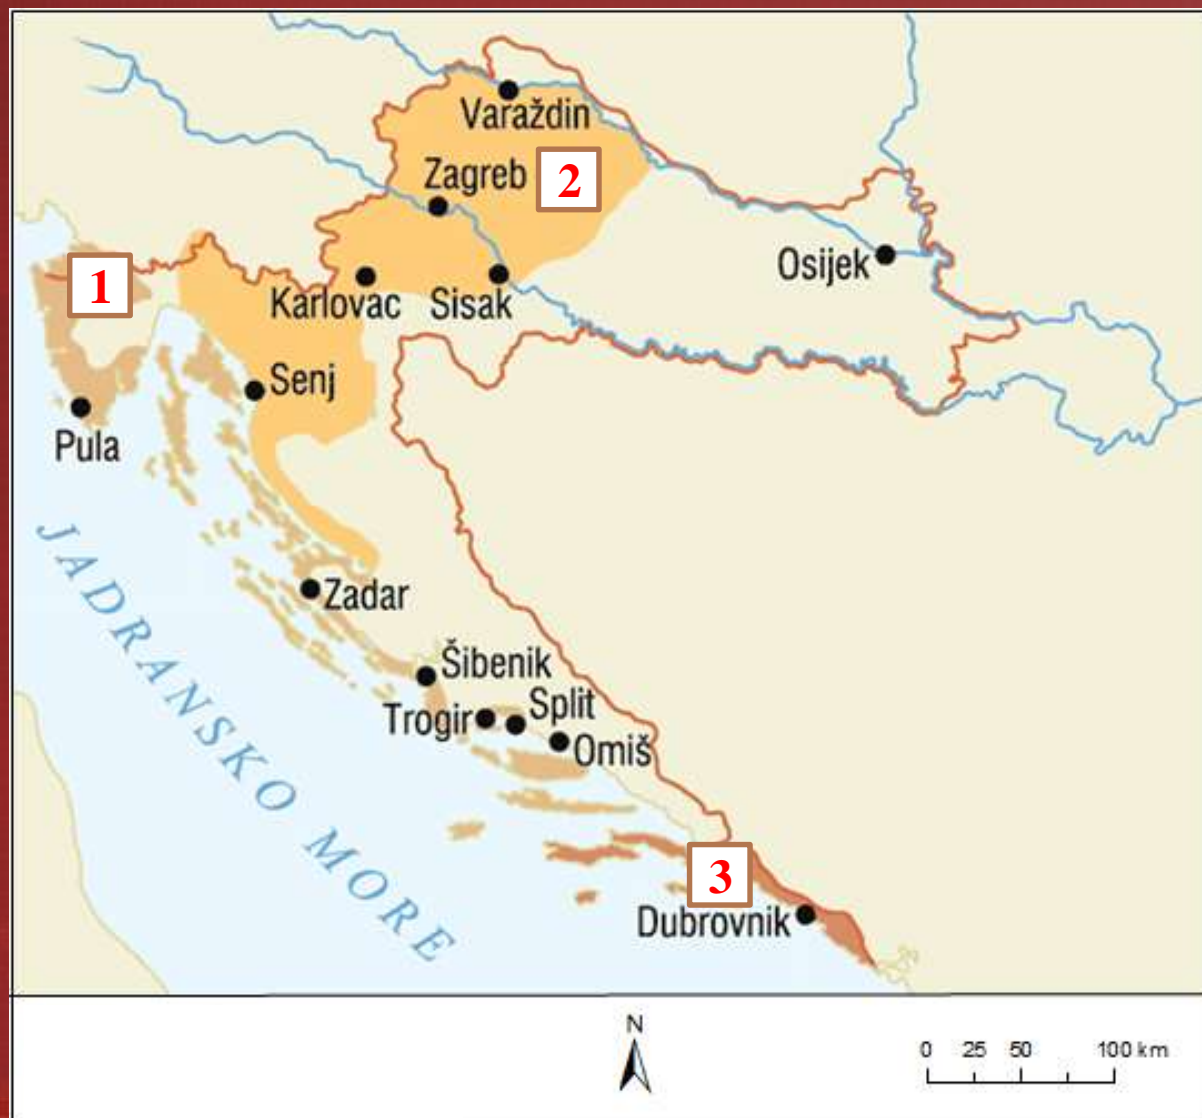 Varaždin
Zagreb
2
Osijek
1
Karlovac
Sisak
Senj
Pula
JADRANSKO MORE
Zadar
Šibenik
Trogir
Split
Omiš
3
Dubrovnik
N
0 25 50 100 km